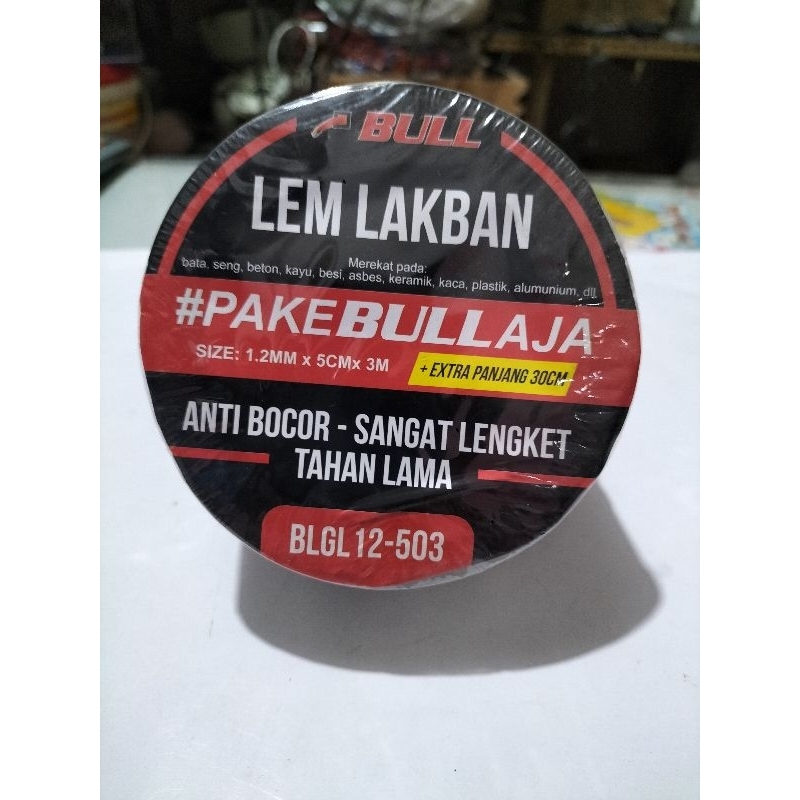 BULL
LEM LAKBAN
Merekat pada:
bata, seng, beton, kayu, besi, asbes, keramik, kaca, plastik, alumunium, dll
#PAKEBULLAJA
SIZE: 1.2MM x 5CMx 3M
+ EXTRA PANJANG 30CM
ANTI BOCOR - SANGAT LENGKET
TAHAN LAMA
BLGL 12-503